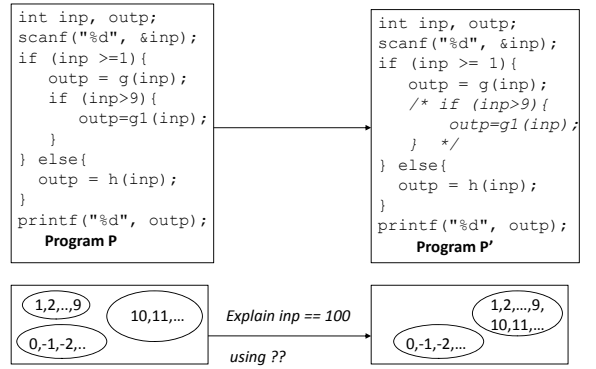 int inp, outp;
scanf("%d", &inp);
if (inp >=1){
outp = g(inp);
if (inp>9){
outp=g1(inp);
}
} else{
outp = h(inp);
}
printf("%d", outp);
Program P
int inp, outp;
scanf("%d", &inp);
if (inp >= 1){
outp = g(inp);
/* if (inp>9){
outp=g1(inp);
} */
} else{
outp = h(inp);
}
printf("%d", outp);
Program P’
1,2,..,9
10,11,…
0,-1,-2,..
Explain inp == 100
using ??
1,2,…,9,
10,11,…
0,-1,-2,…